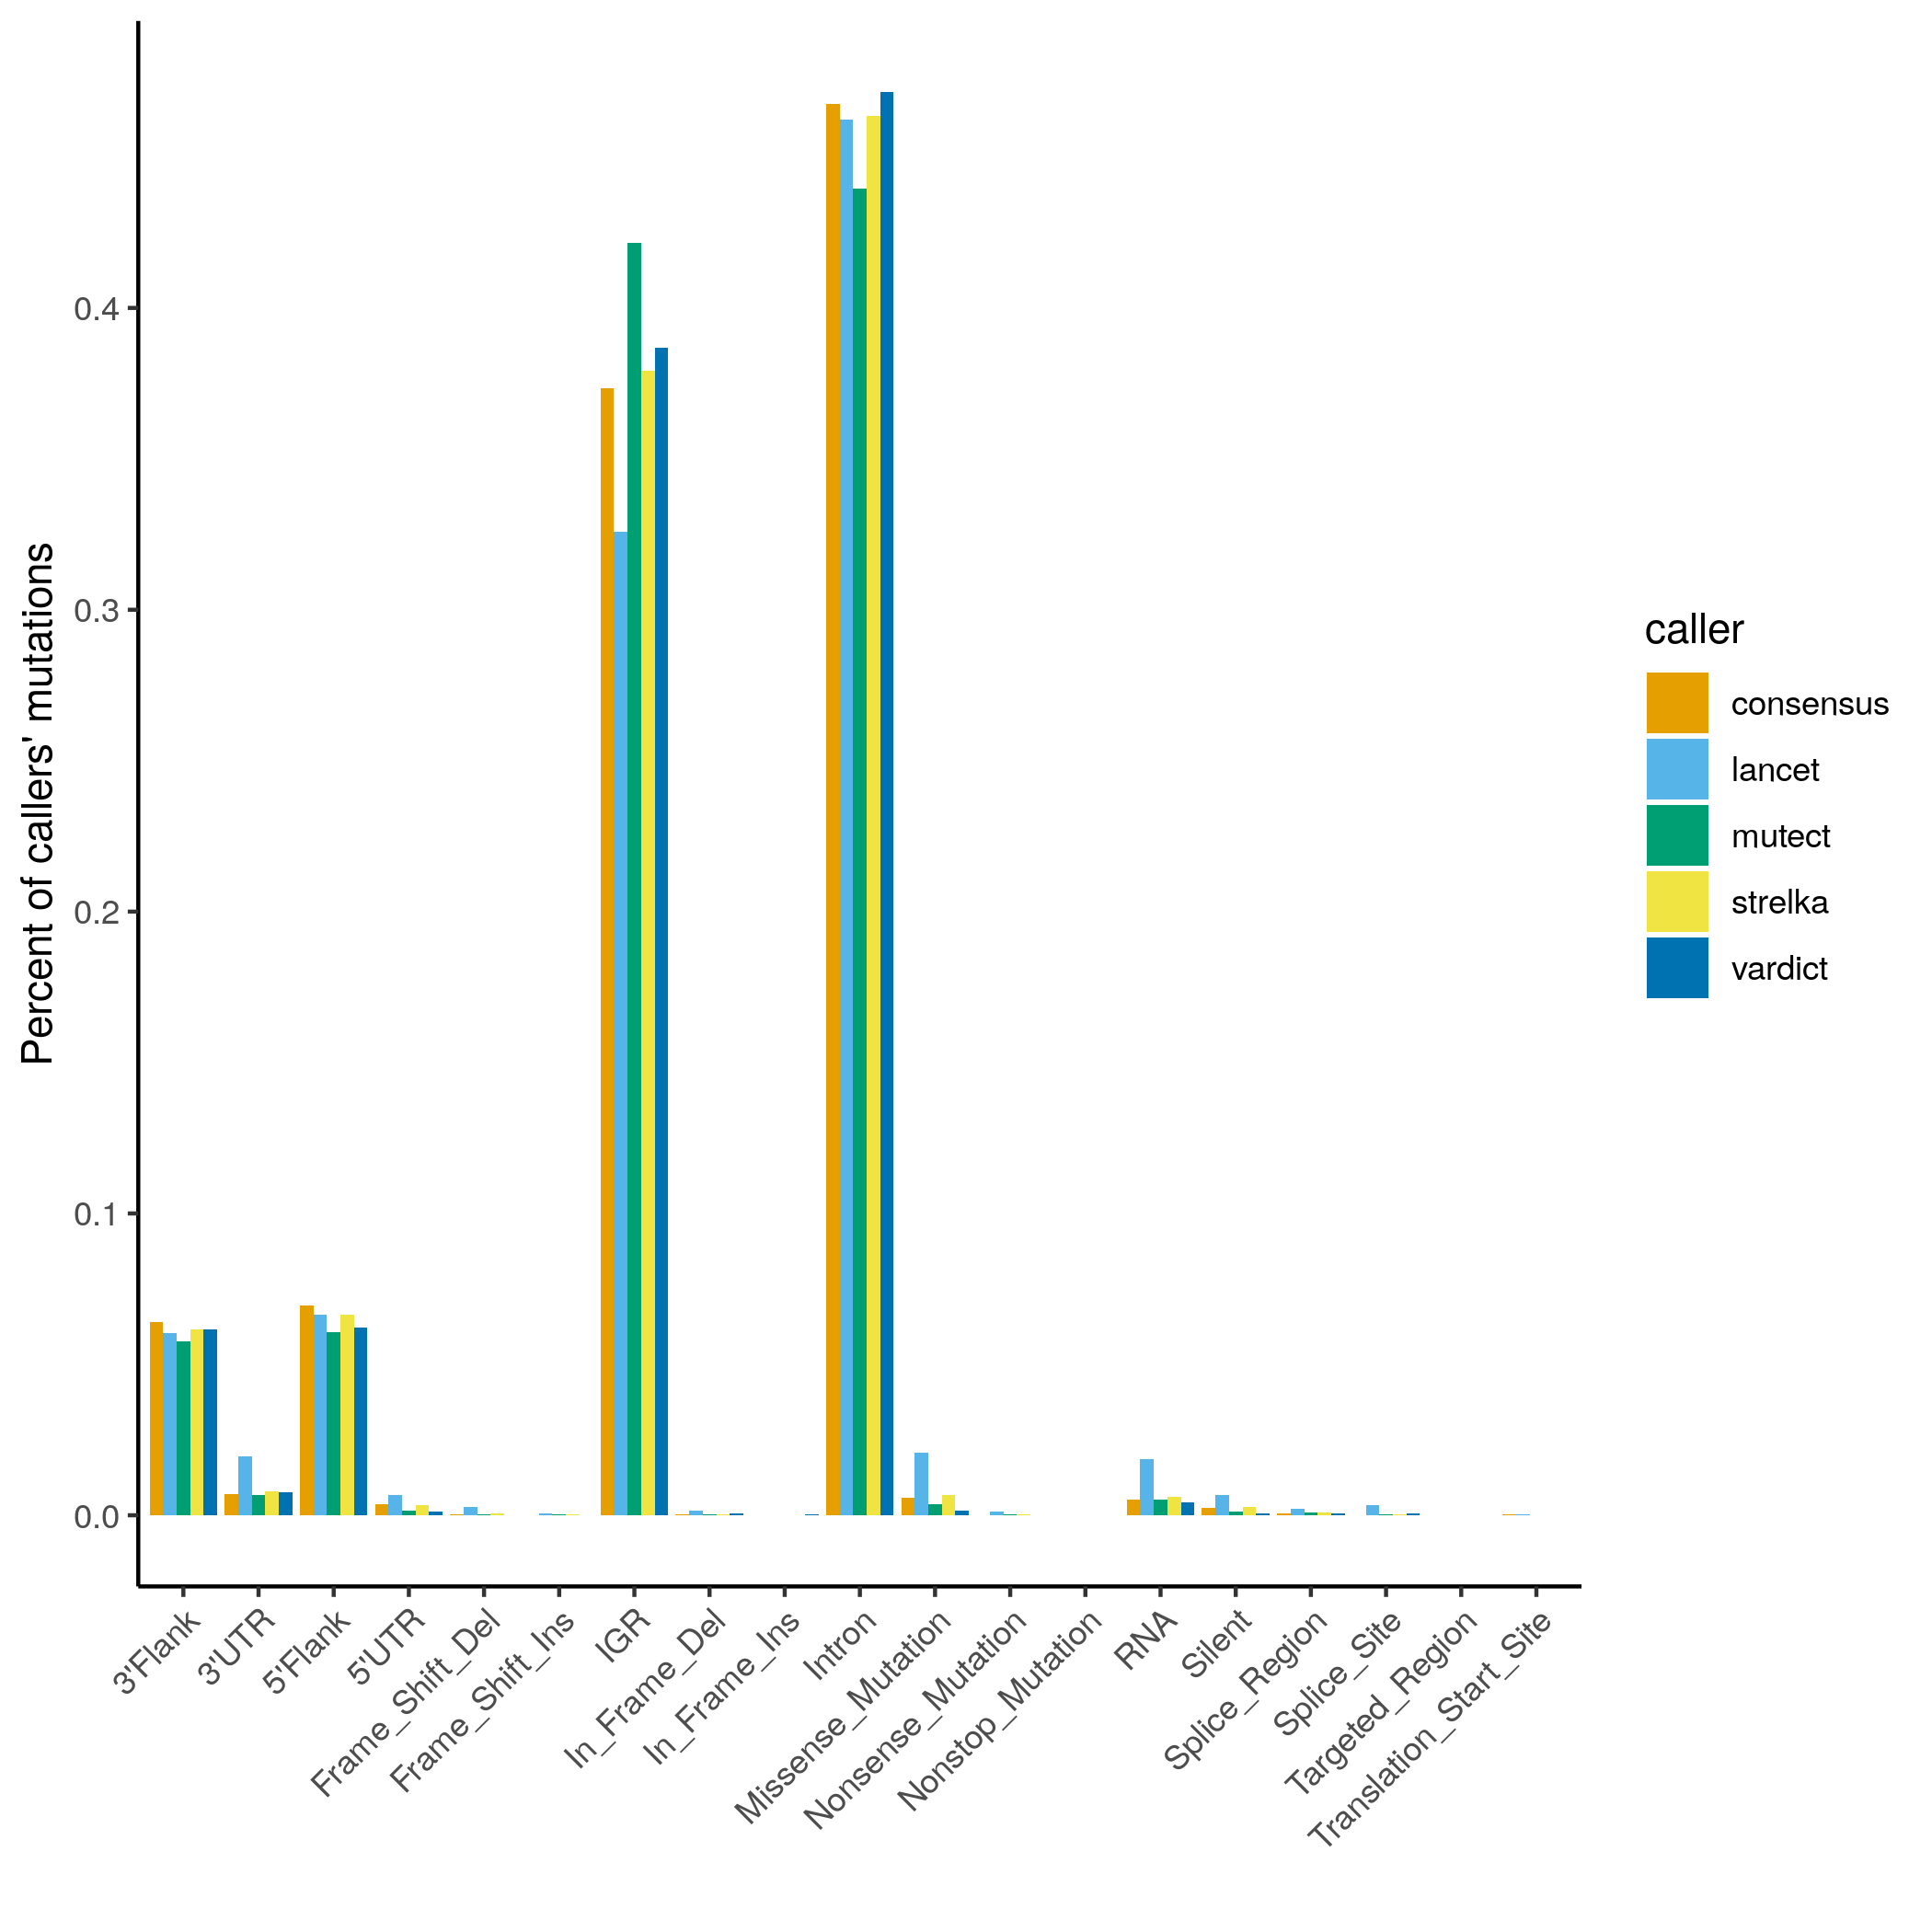 Percent of callers' mutations
0.4
0.3
0.2
0.1
0.0
3'Flank
3'UTR
5'Flank
5'UTR
Frame_Shift_Del
Frame_Shift_Ins
IGR
In_Frame_Del
In_Frame_Ins
Intron
Missense_Mutation
Nonsense_Mutation
Nonstop_Mutation
RNA
Silent
Splice_Region
Splice_Site
Targeted_Region
Translation_Start_Site
caller
consensus
lancet
mutect
strelka
vardict